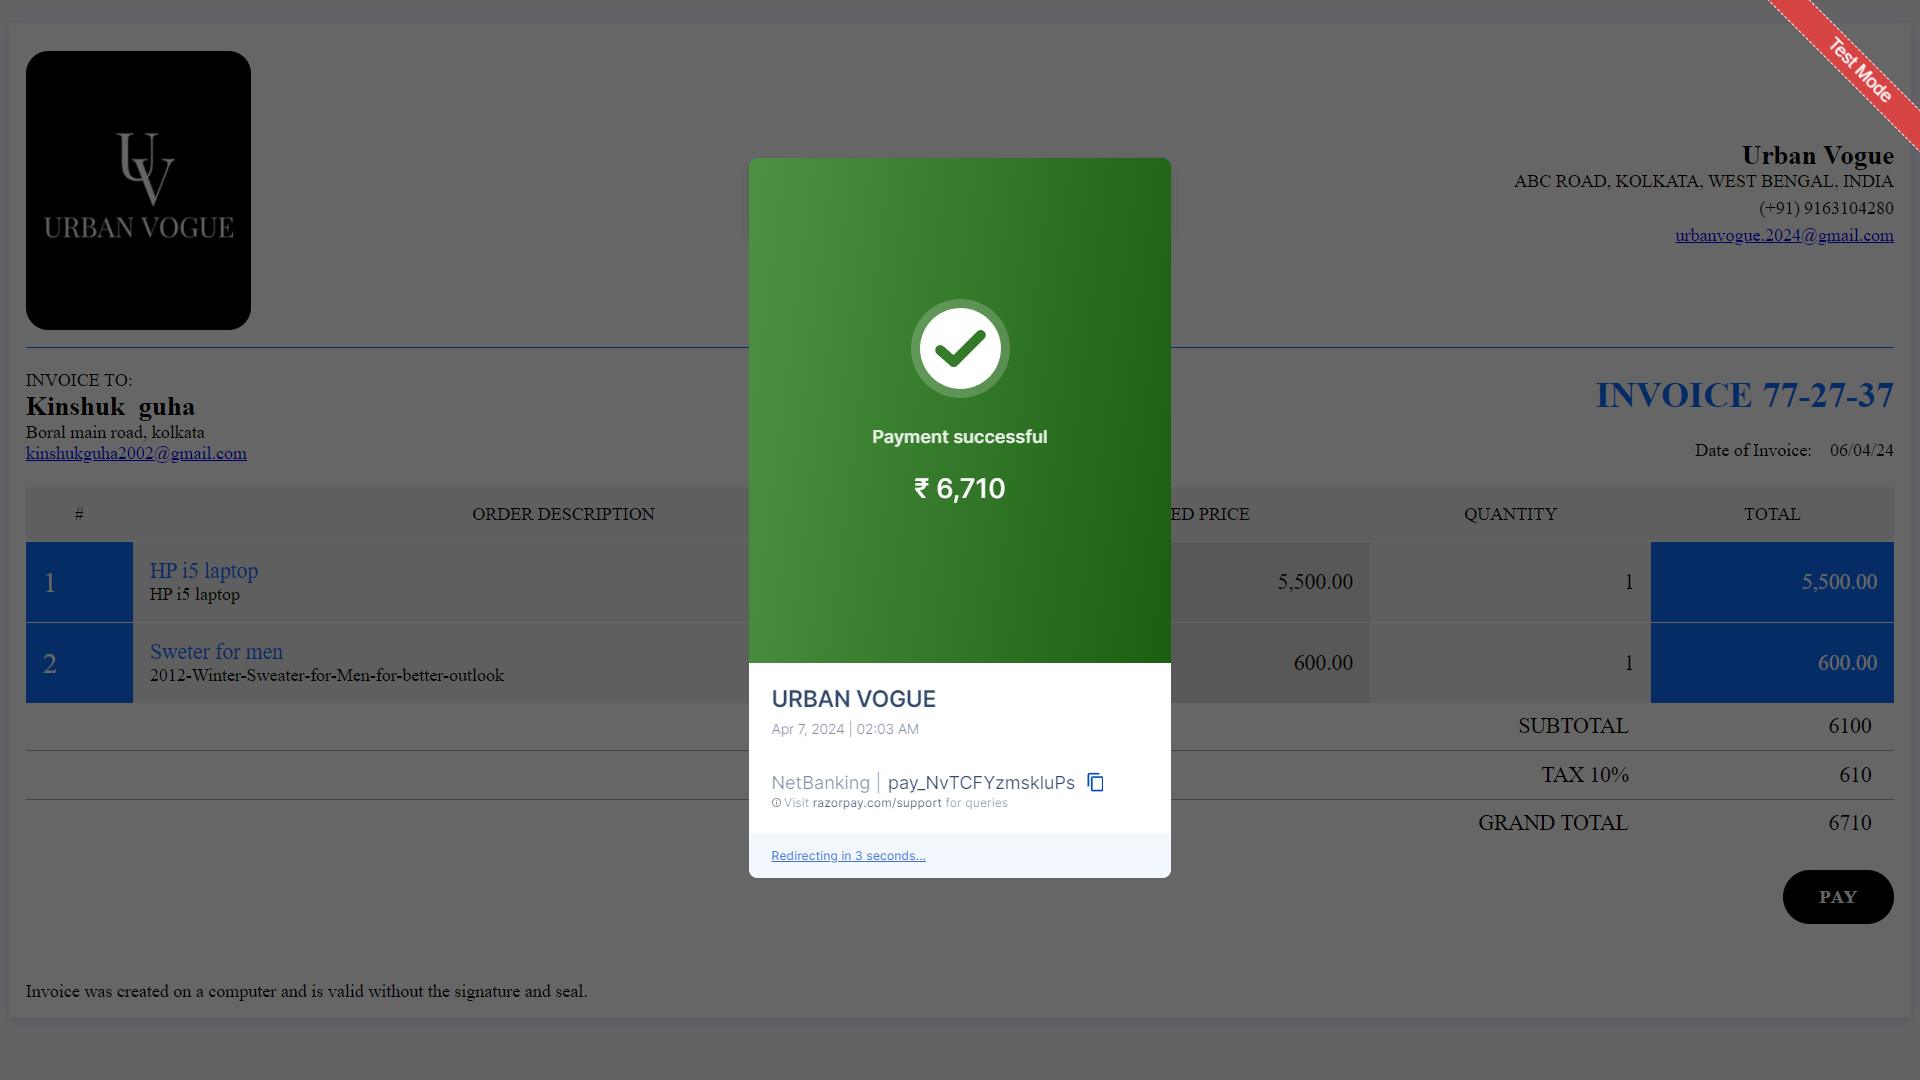 Test Mode
UV
URBAN VOGUE
Urban Vogue
ABC ROAD, KOLKATA, WEST BENGAL, INDIA
(+91) 9163104280
urbanvogue.2024@gmail.com
INVOICE TO:
Kinshuk guha
Boral main road, kolkata
kinshukguha2002@gmail.com
INVOICE 77-27-37
Date of Invoice: 06/04/24
# ORDER DESCRIPTION ED PRICE QUANTITY TOTAL
1 HP i5 laptop 5,500.00 1 5,500.00
HP i5 laptop
2 Sweter for men 600.00 1 600.00
2012-Winter-Sweater-for-Men-for-better-outlook
SUBTOTAL 6100
TAX 10% 610
GRAND TOTAL 6710
PAY
Invoice was created on a computer and is valid without the signature and seal.
Payment successful
₹ 6,710
URBAN VOGUE
Apr 7, 2024 | 02:03 AM
NetBanking | pay_NvTCFYzmskluPs
Visit razorpay.com/support for queries
Redirecting in 3 seconds...